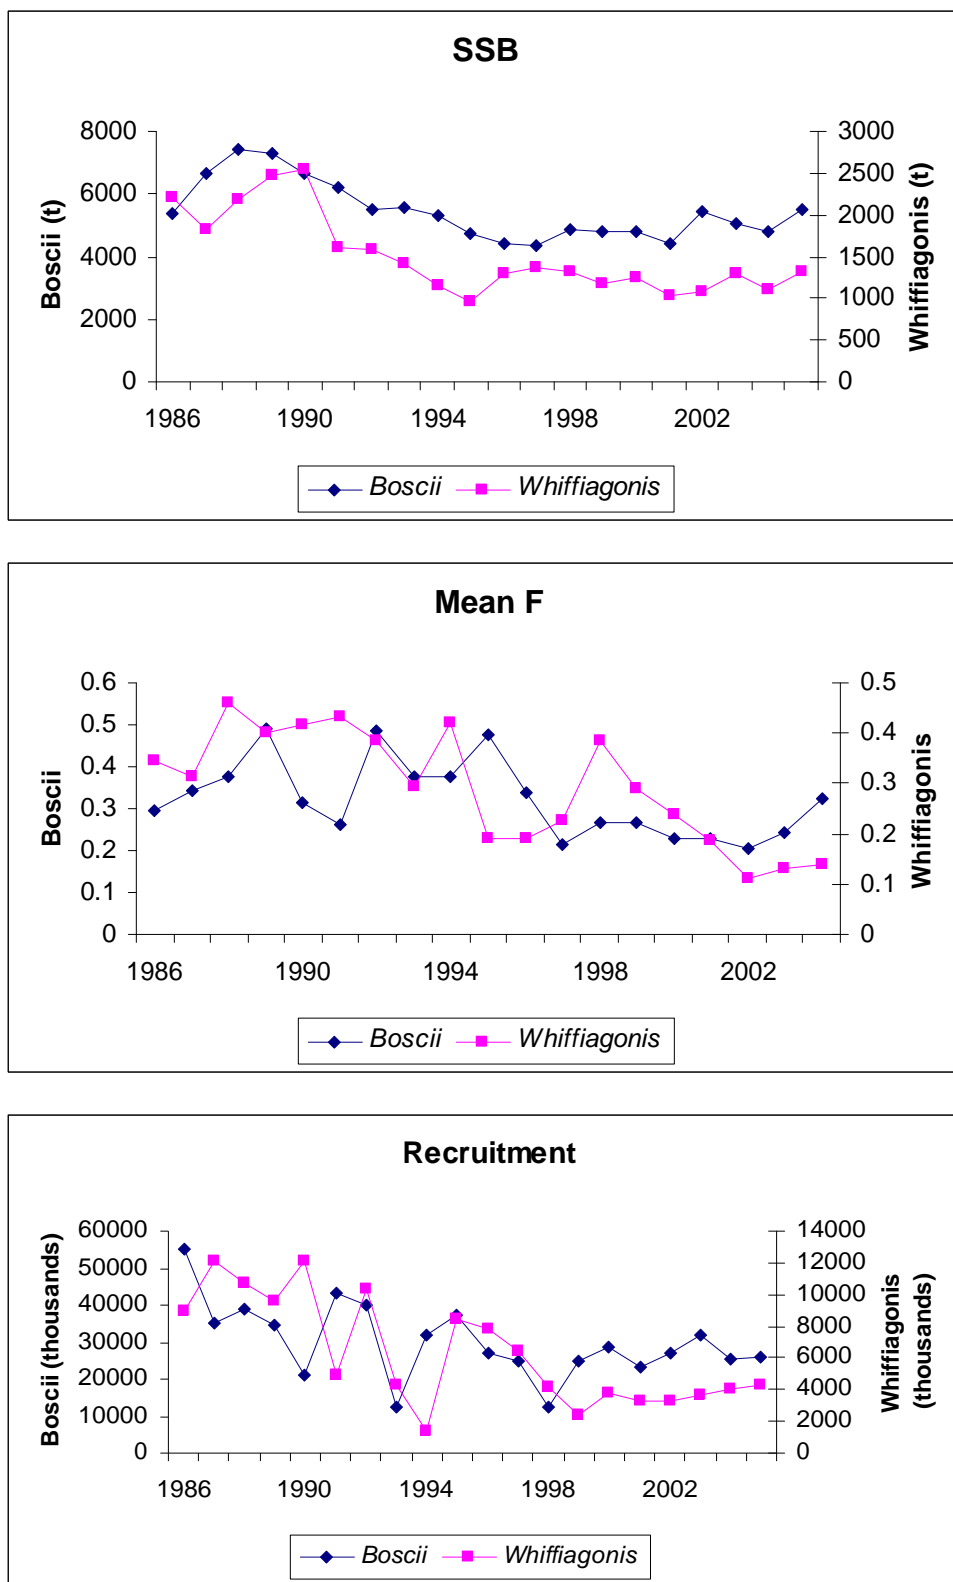 SSB
Boscii (t)
Whiffiagonis (t)
8000
6000
4000
2000
0
3000
2500
2000
1500
1000
500
0
1986 1990 1994 1998 2002
Boscii Whiffiagonis
Mean F
Boscii
Whiffiagonis
0.6
0.5
0.4
0.3
0.2
0.1
0
0.5
0.4
0.3
0.2
0.1
0
1986 1990 1994 1998 2002
Boscii Whiffiagonis
Recruitment
Boscii (thousands)
Whiffiagonis
(thousands)
60000
50000
40000
30000
20000
10000
0
14000
12000
10000
8000
6000
4000
2000
0
1986 1990 1994 1998 2002
Boscii Whiffiagonis